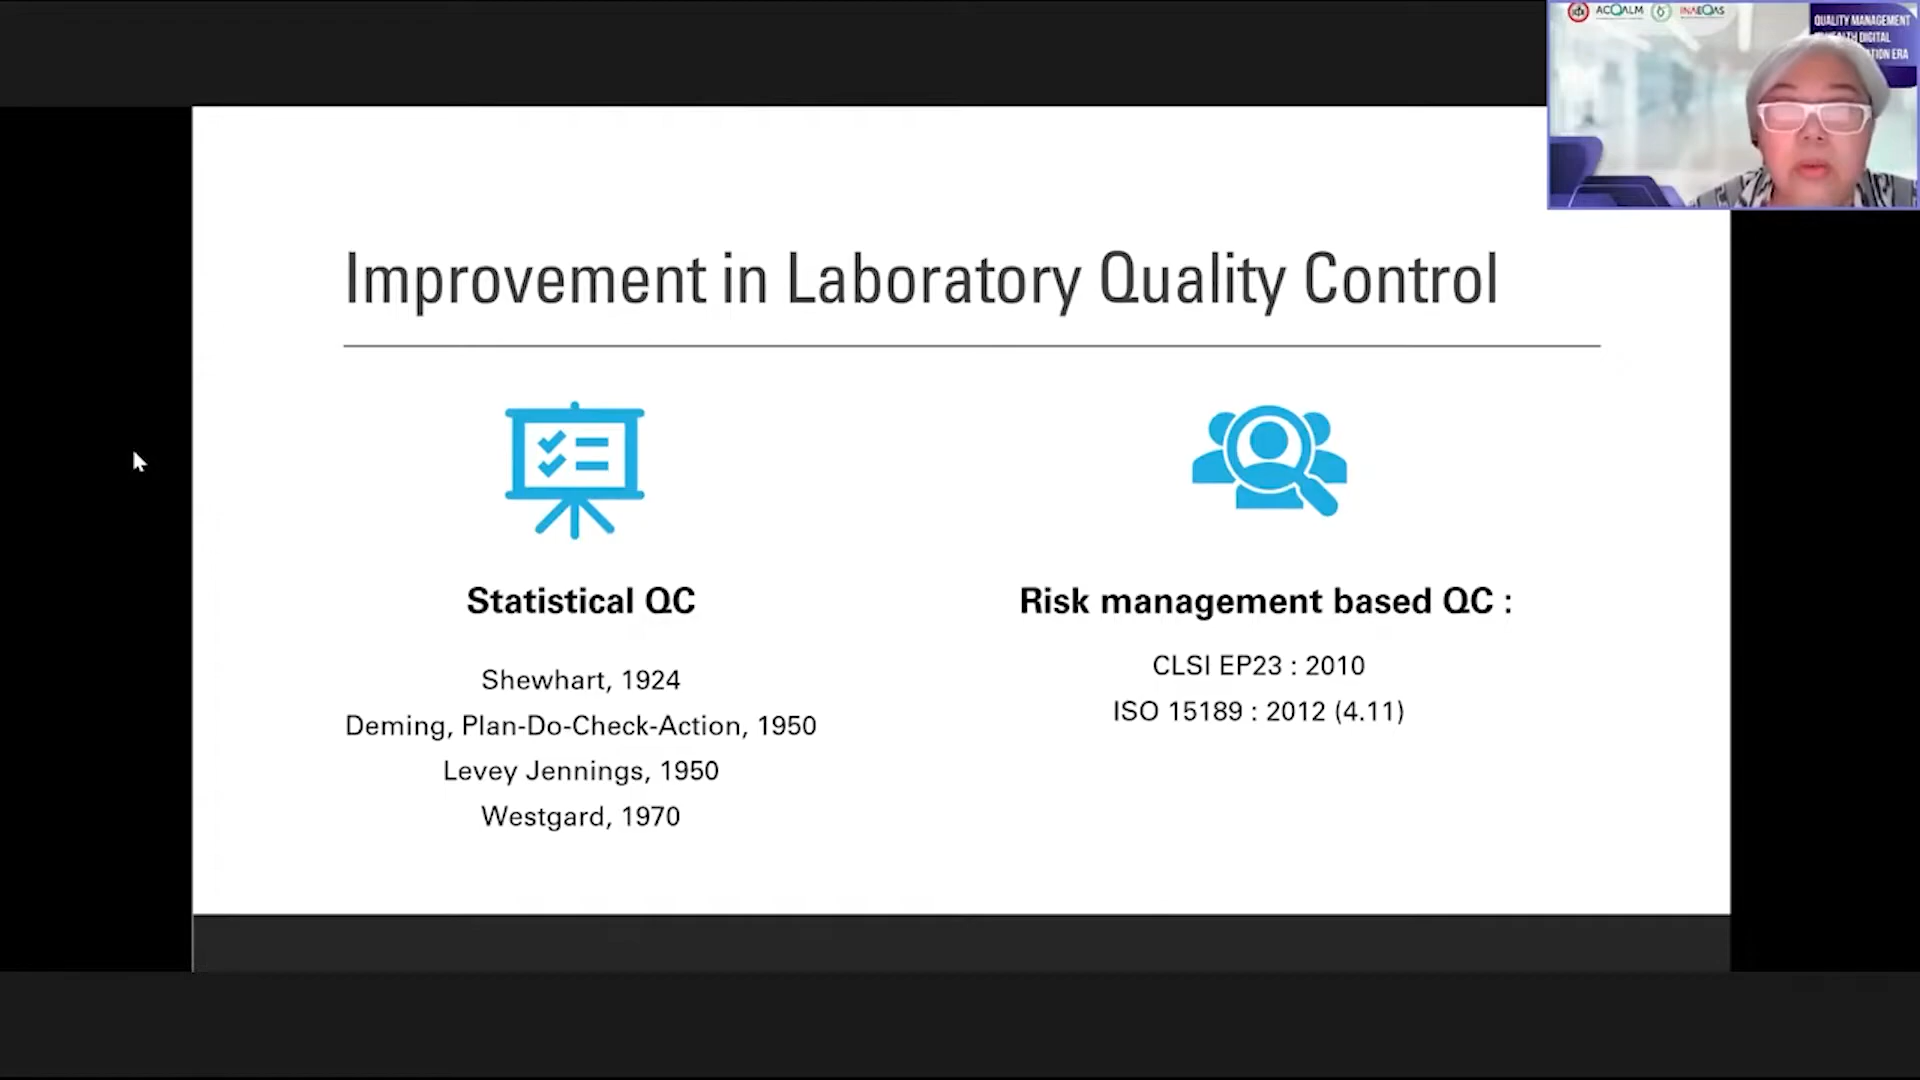 ACQALM
INAEQAS
QUALITY MANAGEMENT
DIGITAL
ERA
Improvement in Laboratory Quality Control
Statistical QC
Shewhart, 1924
Deming, Plan-Do-Check-Action, 1950
Levey Jennings, 1950
Westgard, 1970
Risk management based QC :
CLSI EP23 : 2010
ISO 15189 : 2012 (4.11)